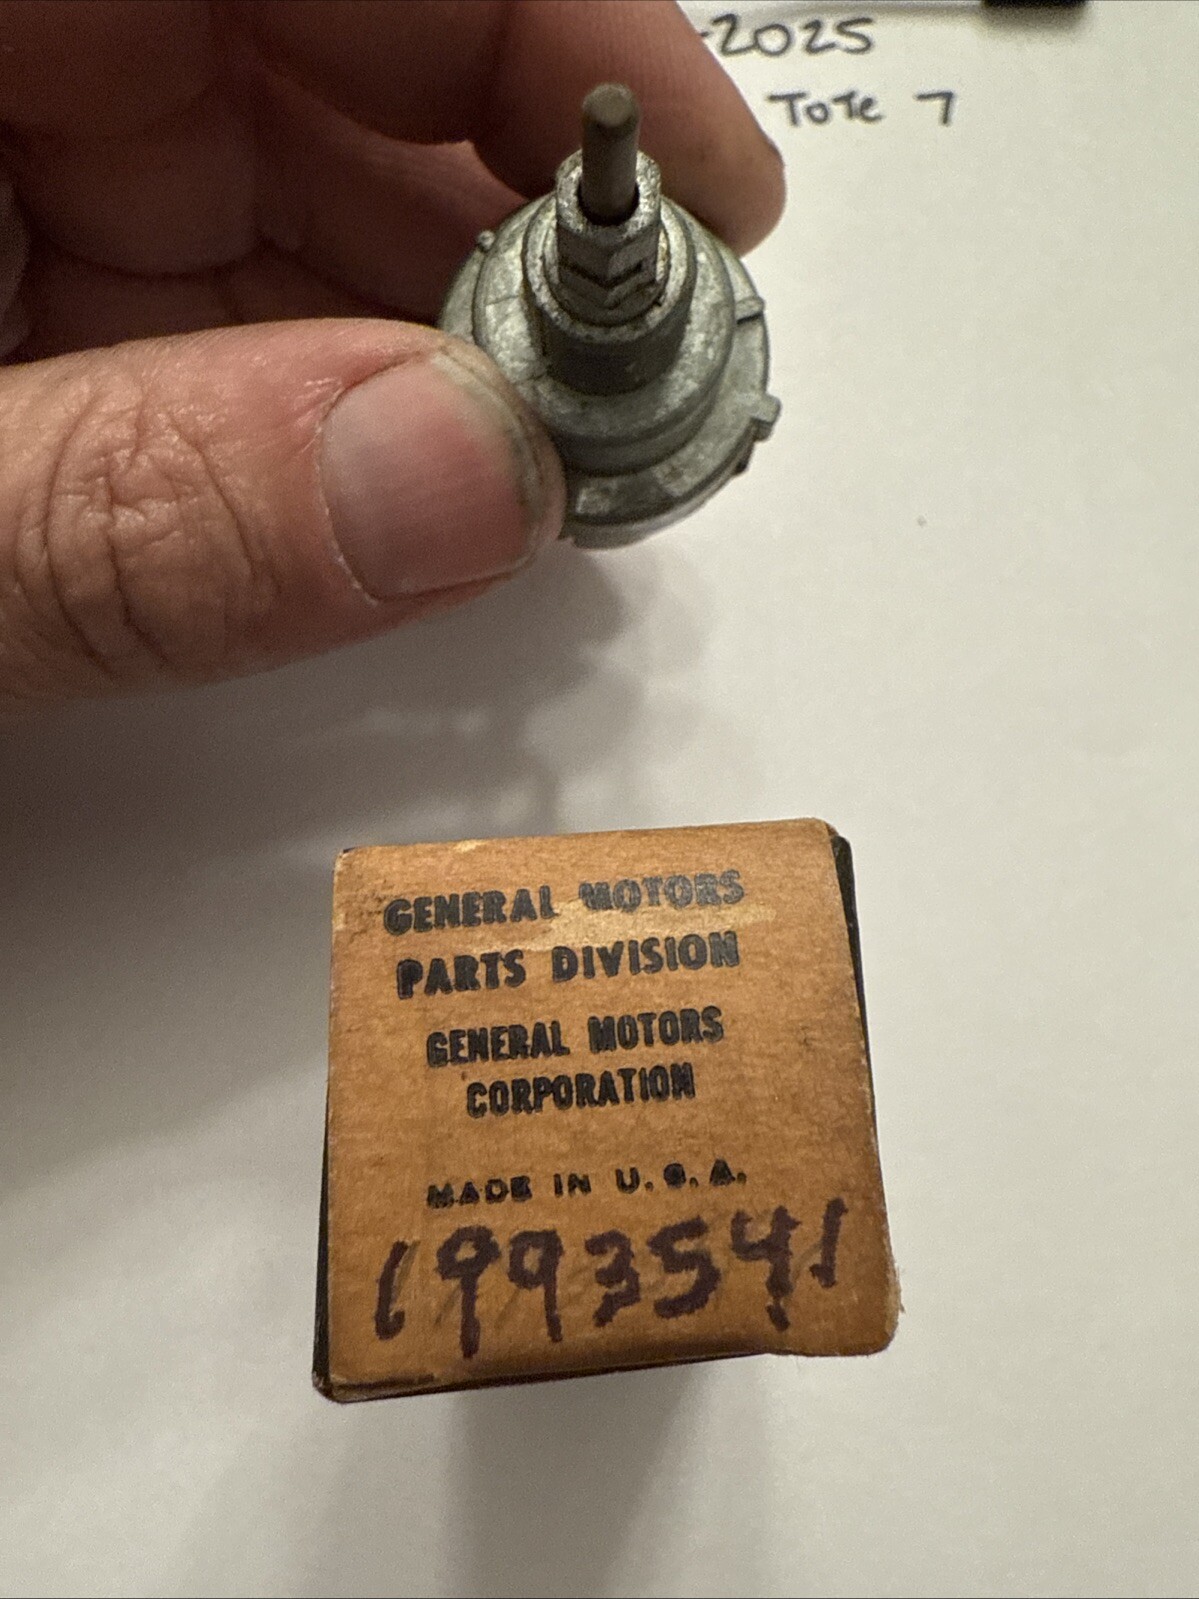 -2025
TOTE 7
GENERAL MOTORS
PARTS DIVISION
GENERAL MOTORS
CORPORATION
MADE IN U.S.A.
1993541